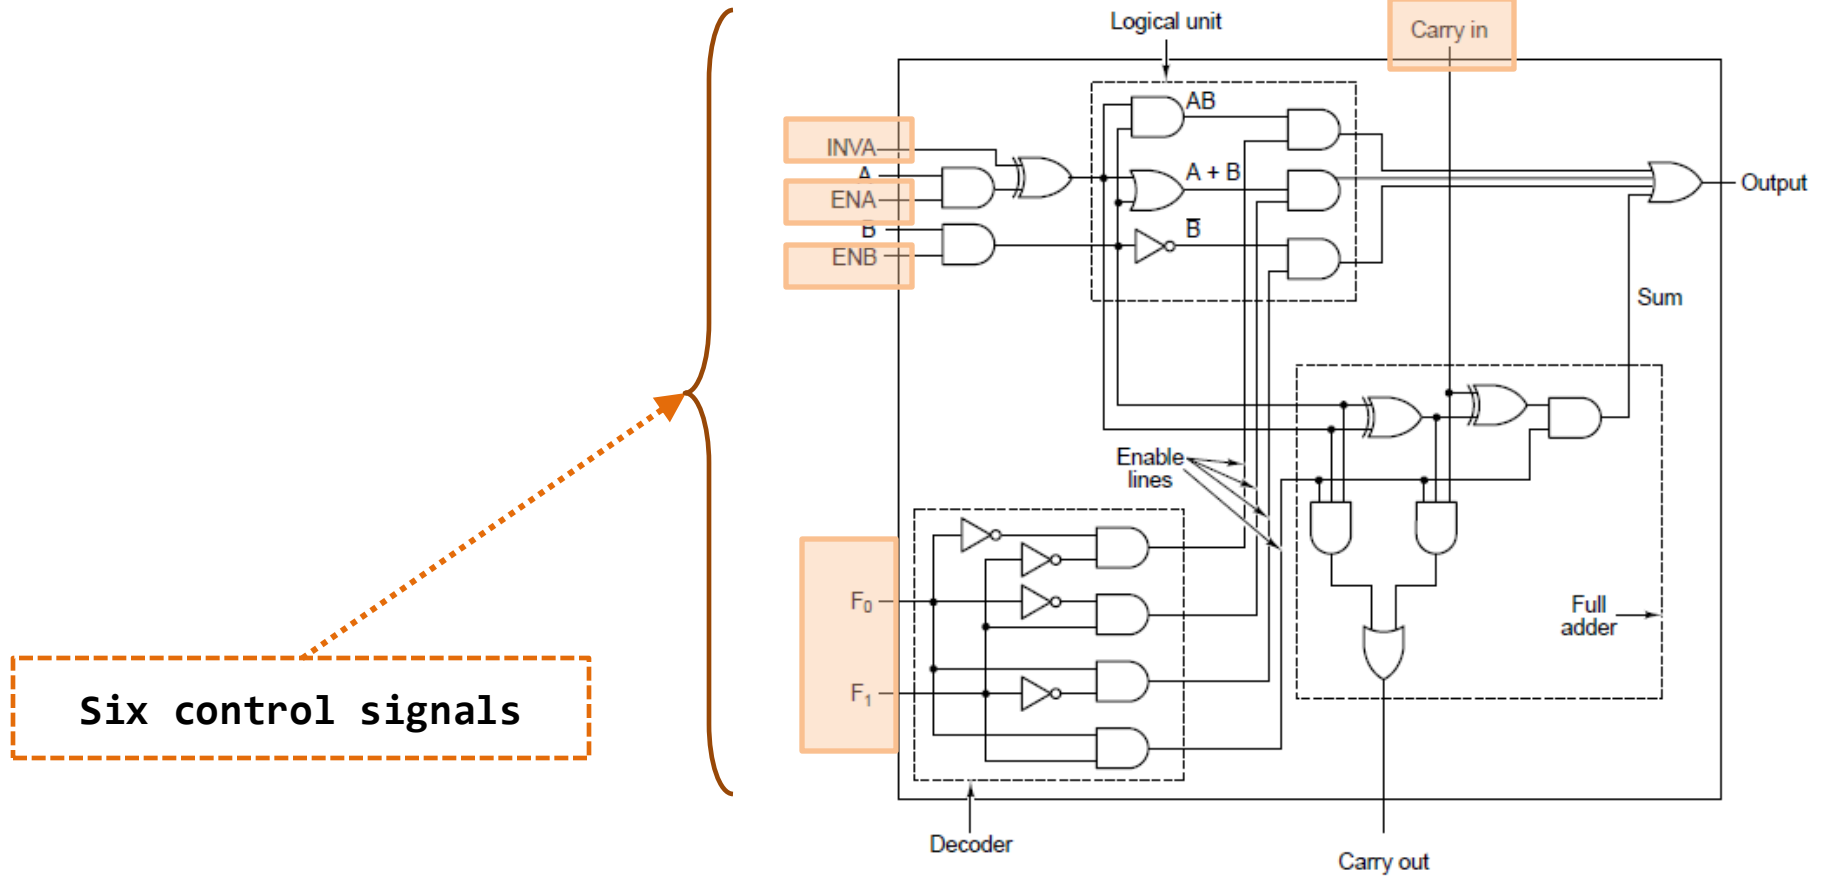 Logical unit
Carry in
INVA
A
ENA
B
ENB
AB
A + B
B̅
Output
Sum
Enable
lines
F₀
F₁
Full
adder
Six control signals
Decoder
Carry out